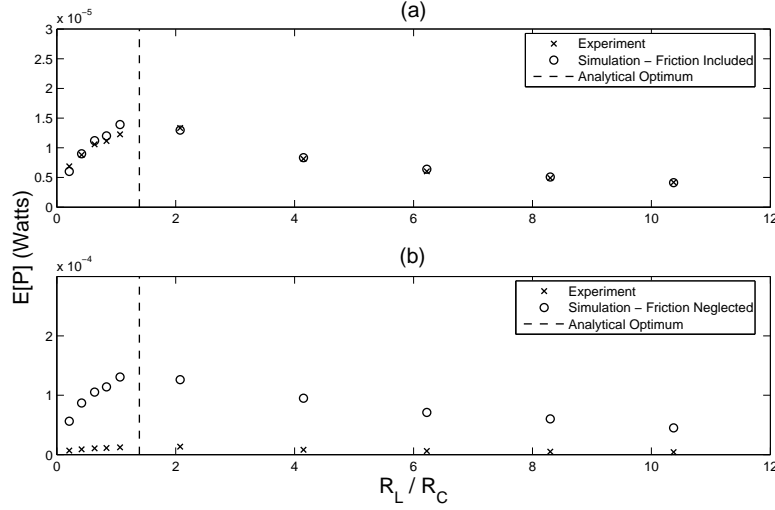 (a)
x 10⁻⁵
3
2.5
2
1.5
1
0.5
0
Experiment
Simulation – Friction Included
Analytical Optimum
0 2 4 6 8 10 12
E[P] (Watts)
(b)
x 10⁻⁴
2
1
0
Experiment
Simulation – Friction Neglected
Analytical Optimum
0 2 4 6 8 10 12
R_L / R_C